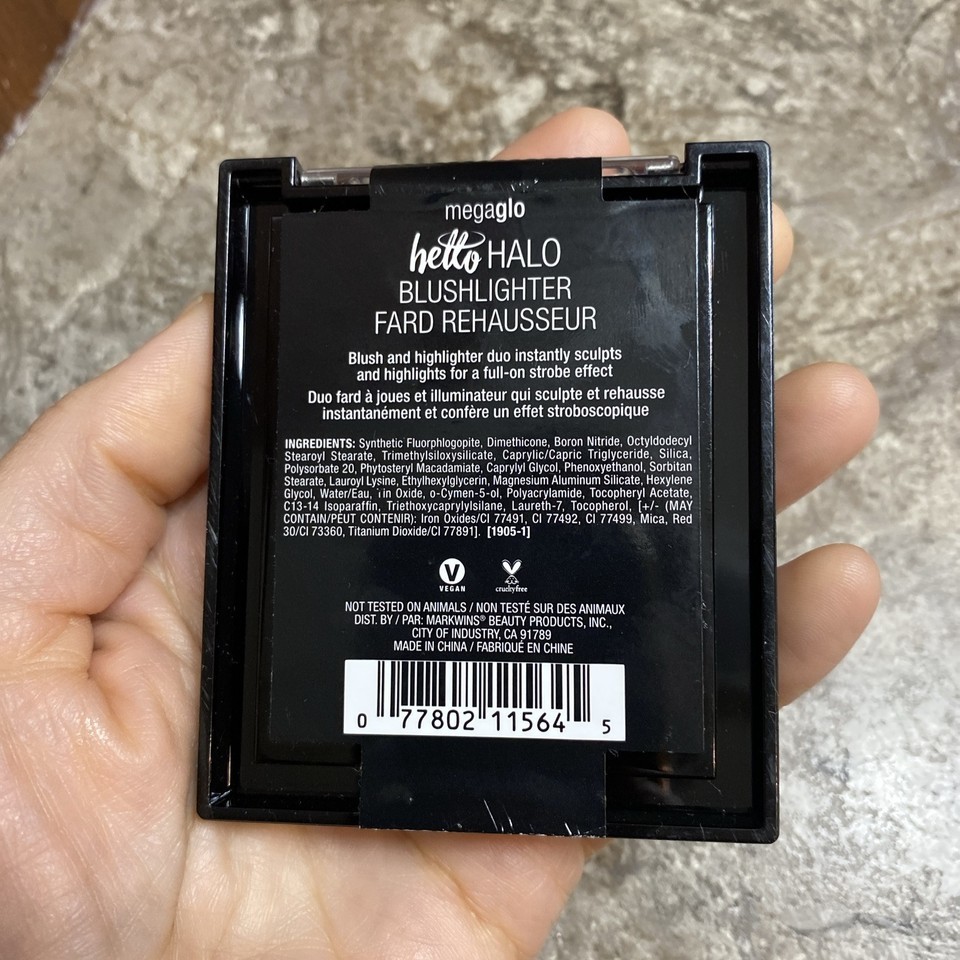 megaglo
hello HALO
BLUSHLIGHTER
FARD REHAUSSEUR
Blush and highlighter duo instantly sculpts
and highlights for a full-on strobe effect
Duo fard à joues et illuminateur qui sculpte et rehausse
instantanément et confère un effet stroboscopique
INGREDIENTS: Synthetic Fluorphlogopite, Dimethicone, Boron Nitride, Octyldodecyl
Stearoyl Stearate, Trimethylsiloxysilicate, Caprylic/Capric Triglyceride, Silica,
Polysorbate 20, Phytosteryl Macadamiate, Caprylyl Glycol, Phenoxyethanol, Sorbitan
Stearate, Lauroyl Lysine, Ethylhexylglycerin, Magnesium Aluminum Silicate, Hexylene
Glycol, Water/Eau, Tin Oxide, o-Cymen-5-ol, Polyacrylamide, Tocopheryl Acetate,
C13-14 Isoparaffin, Triethoxycaprylylsilane, Laureth-7, Tocopherol, [+/- (MAY
CONTAIN/PEUT CONTENIR): Iron Oxides/CI 77491, CI 77492, CI 77499, Mica, Red
30/CI 73360, Titanium Dioxide/CI 77891]. [1905-1]
V
VEGAN
crueltyfree
NOT TESTED ON ANIMALS / NON TESTÉ SUR DES ANIMAUX
DIST. BY / PAR: MARKWINS® BEAUTY PRODUCTS, INC.,
CITY OF INDUSTRY, CA 91789
MADE IN CHINA / FABRIQUÉ EN CHINE
0 77802 11564 5